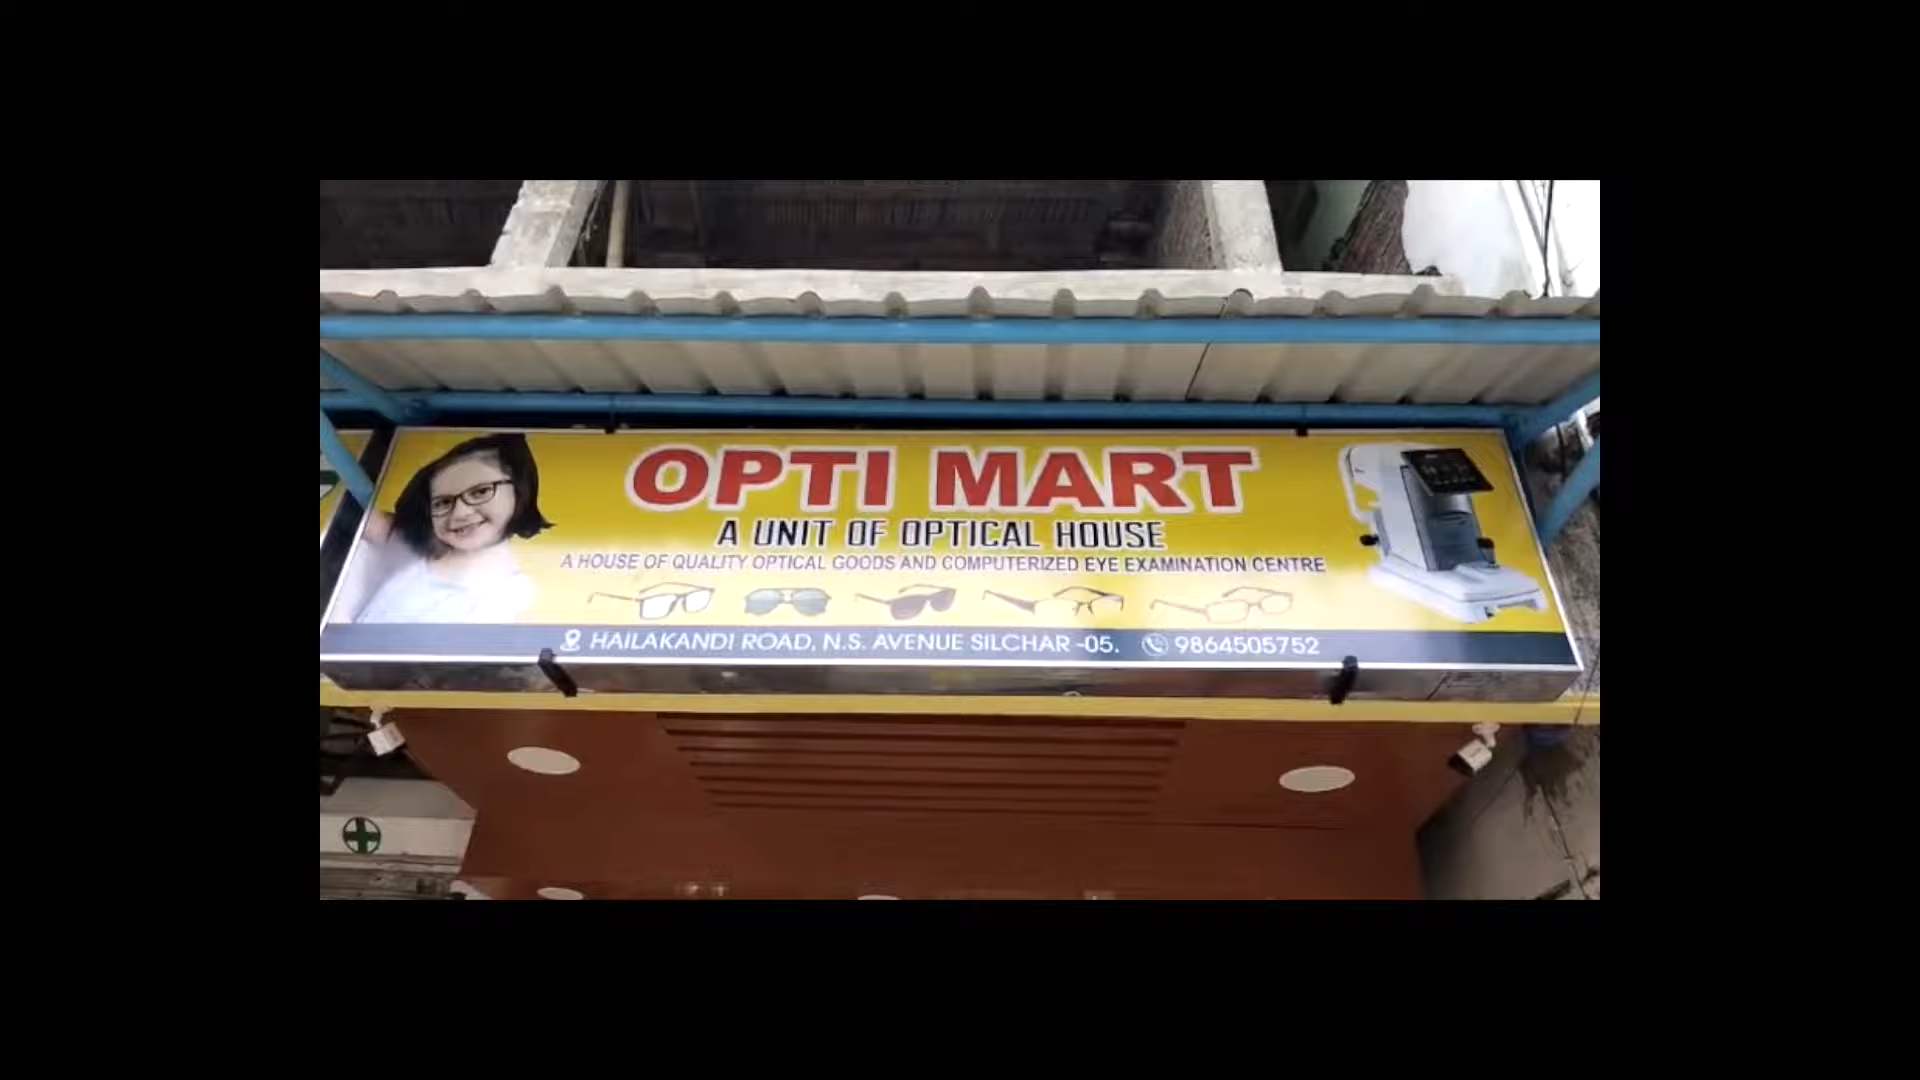 OPTI MART
A UNIT OF OPTICAL HOUSE
A HOUSE OF QUALITY OPTICAL GOODS AND COMPUTERIZED EYE EXAMINATION CENTRE
HAILAKANDI ROAD, N.S. AVENUE SILCHAR -05. 9864505752